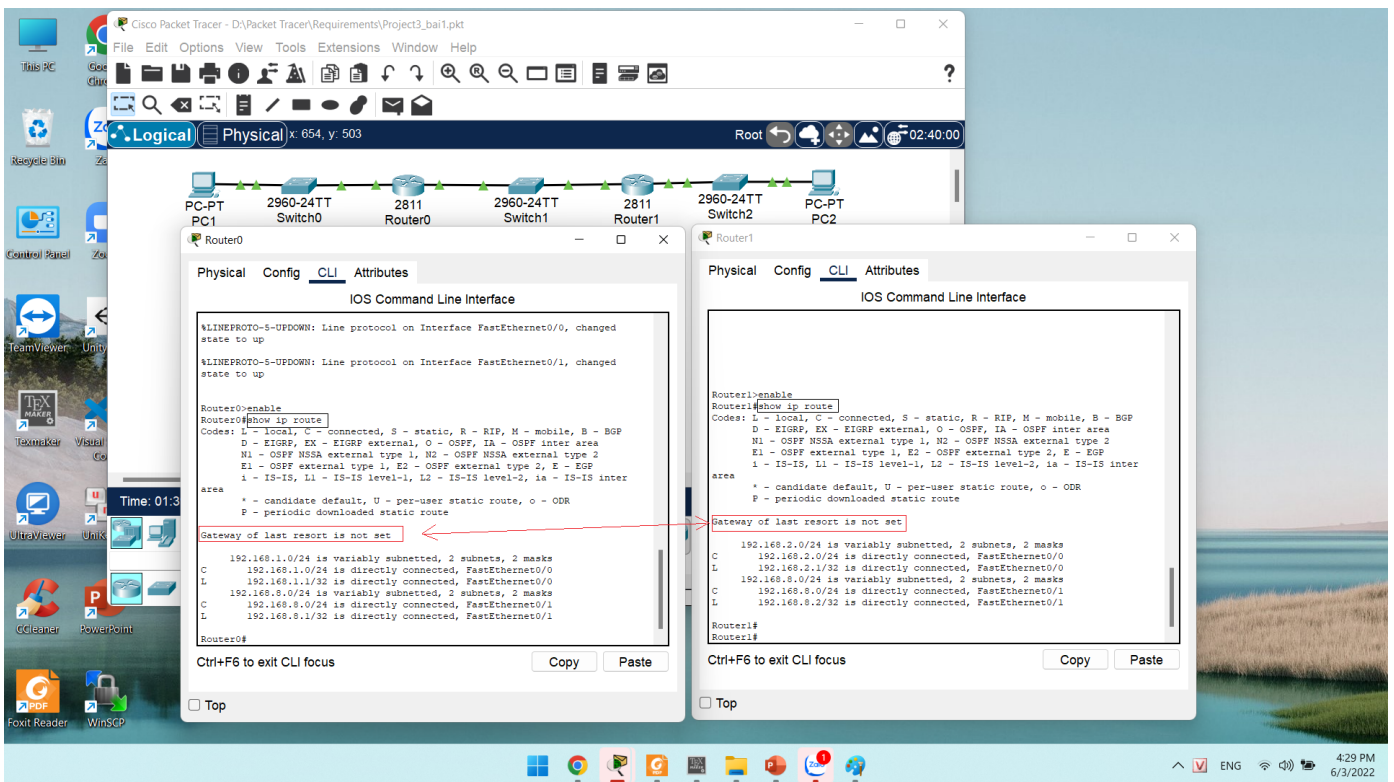 Cisco Packet Tracer - D:\Packet Tracer\Requirements\Project3_bai1.pkt
File Edit Options View Tools Extensions Window Help
?
Logical Physical x: 654, y: 503 Root 02:40:00
PC-PT
PC1
2960-24TT
Switch0
2811
Router0
2960-24TT
Switch1
2811
Router1
2960-24TT
Switch2
PC-PT
PC2
This PC
Recycle Bin
Control Panel
TeamViewer
Texmaker
UltraViewer
UniK
CCleaner
PowerPoint
Foxit Reader
WinSCP
Time: 01:3
Router0
Physical Config CLI Attributes
IOS Command Line Interface
%LINEPROTO-5-UPDOWN: Line protocol on Interface FastEthernet0/0, changed
state to up
%LINEPROTO-5-UPDOWN: Line protocol on Interface FastEthernet0/1, changed
state to up
Router0>enable
Router0#show ip route
Codes: L - local, C - connected, S - static, R - RIP, M - mobile, B - BGP
D - EIGRP, EX - EIGRP external, O - OSPF, IA - OSPF inter area
N1 - OSPF NSSA external type 1, N2 - OSPF NSSA external type 2
E1 - OSPF external type 1, E2 - OSPF external type 2, E - EGP
i - IS-IS, L1 - IS-IS level-1, L2 - IS-IS level-2, ia - IS-IS inter
area
* - candidate default, U - per-user static route, o - ODR
P - periodic downloaded static route
Gateway of last resort is not set
192.168.1.0/24 is variably subnetted, 2 subnets, 2 masks
C 192.168.1.0/24 is directly connected, FastEthernet0/0
L 192.168.1.1/32 is directly connected, FastEthernet0/0
192.168.8.0/24 is variably subnetted, 2 subnets, 2 masks
C 192.168.8.0/24 is directly connected, FastEthernet0/1
L 192.168.8.1/32 is directly connected, FastEthernet0/1
Router0#
Ctrl+F6 to exit CLI focus
Copy Paste
Top
Router1
Physical Config CLI Attributes
IOS Command Line Interface
Router1>enable
Router1#show ip route
Codes: L - local, C - connected, S - static, R - RIP, M - mobile, B - BGP
D - EIGRP, EX - EIGRP external, O - OSPF, IA - OSPF inter area
N1 - OSPF NSSA external type 1, N2 - OSPF NSSA external type 2
E1 - OSPF external type 1, E2 - OSPF external type 2, E - EGP
i - IS-IS, L1 - IS-IS level-1, L2 - IS-IS level-2, ia - IS-IS inter
area
* - candidate default, U - per-user static route, o - ODR
P - periodic downloaded static route
Gateway of last resort is not set
192.168.2.0/24 is variably subnetted, 2 subnets, 2 masks
C 192.168.2.0/24 is directly connected, FastEthernet0/0
L 192.168.2.1/32 is directly connected, FastEthernet0/0
192.168.8.0/24 is variably subnetted, 2 subnets, 2 masks
C 192.168.8.0/24 is directly connected, FastEthernet0/1
L 192.168.8.2/32 is directly connected, FastEthernet0/1
Router1#
Router1#
Ctrl+F6 to exit CLI focus
Copy Paste
Top
ENG
4:29 PM
6/3/2022